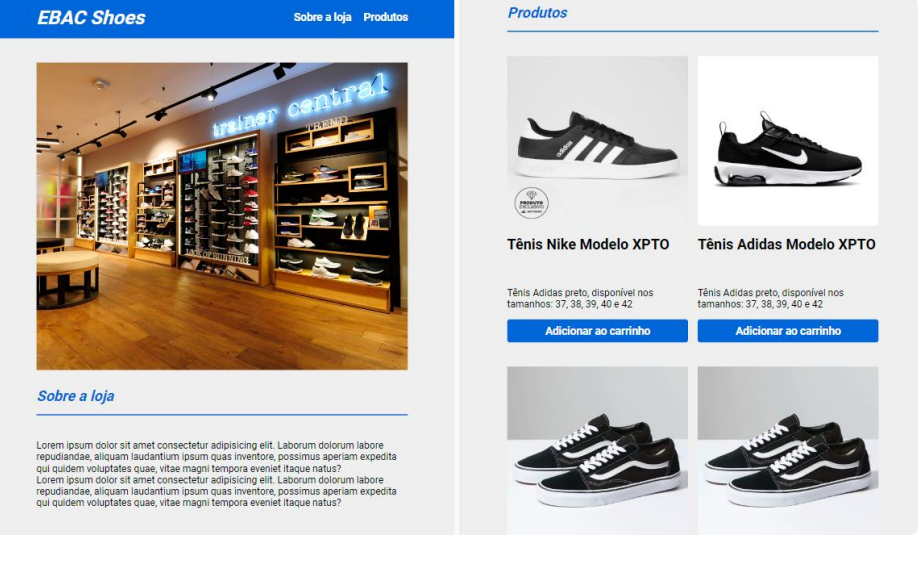 EBAC Shoes
Sobre a loja Produtos
trainer central
TREND
LOOK OF RUNNING
Sobre a loja
Lorem ipsum dolor sit amet consectetur adipisicing elit. Laborum dolorum labore
repudiandae, aliquam laudantium ipsum quas inventore, possimus aperiam expedita
qui quidem voluptates quae, vitae magni tempora eveniet itaque natus?
Lorem ipsum dolor sit amet consectetur adipisicing elit. Laborum dolorum labore
repudiandae, aliquam laudantium ipsum quas inventore, possimus aperiam expedita
qui quidem voluptates quae, vitae magni tempora eveniet itaque natus?
Produtos
adidas
PRODUTO
EXCLUSIVO
Tênis Nike Modelo XPTO
Tênis Adidas Modelo XPTO
Tênis Adidas preto, disponível nos
tamanhos: 37, 38, 39, 40 e 42
Tênis Adidas preto, disponível nos
tamanhos: 37, 38, 39, 40 e 42
Adicionar ao carrinho
Adicionar ao carrinho